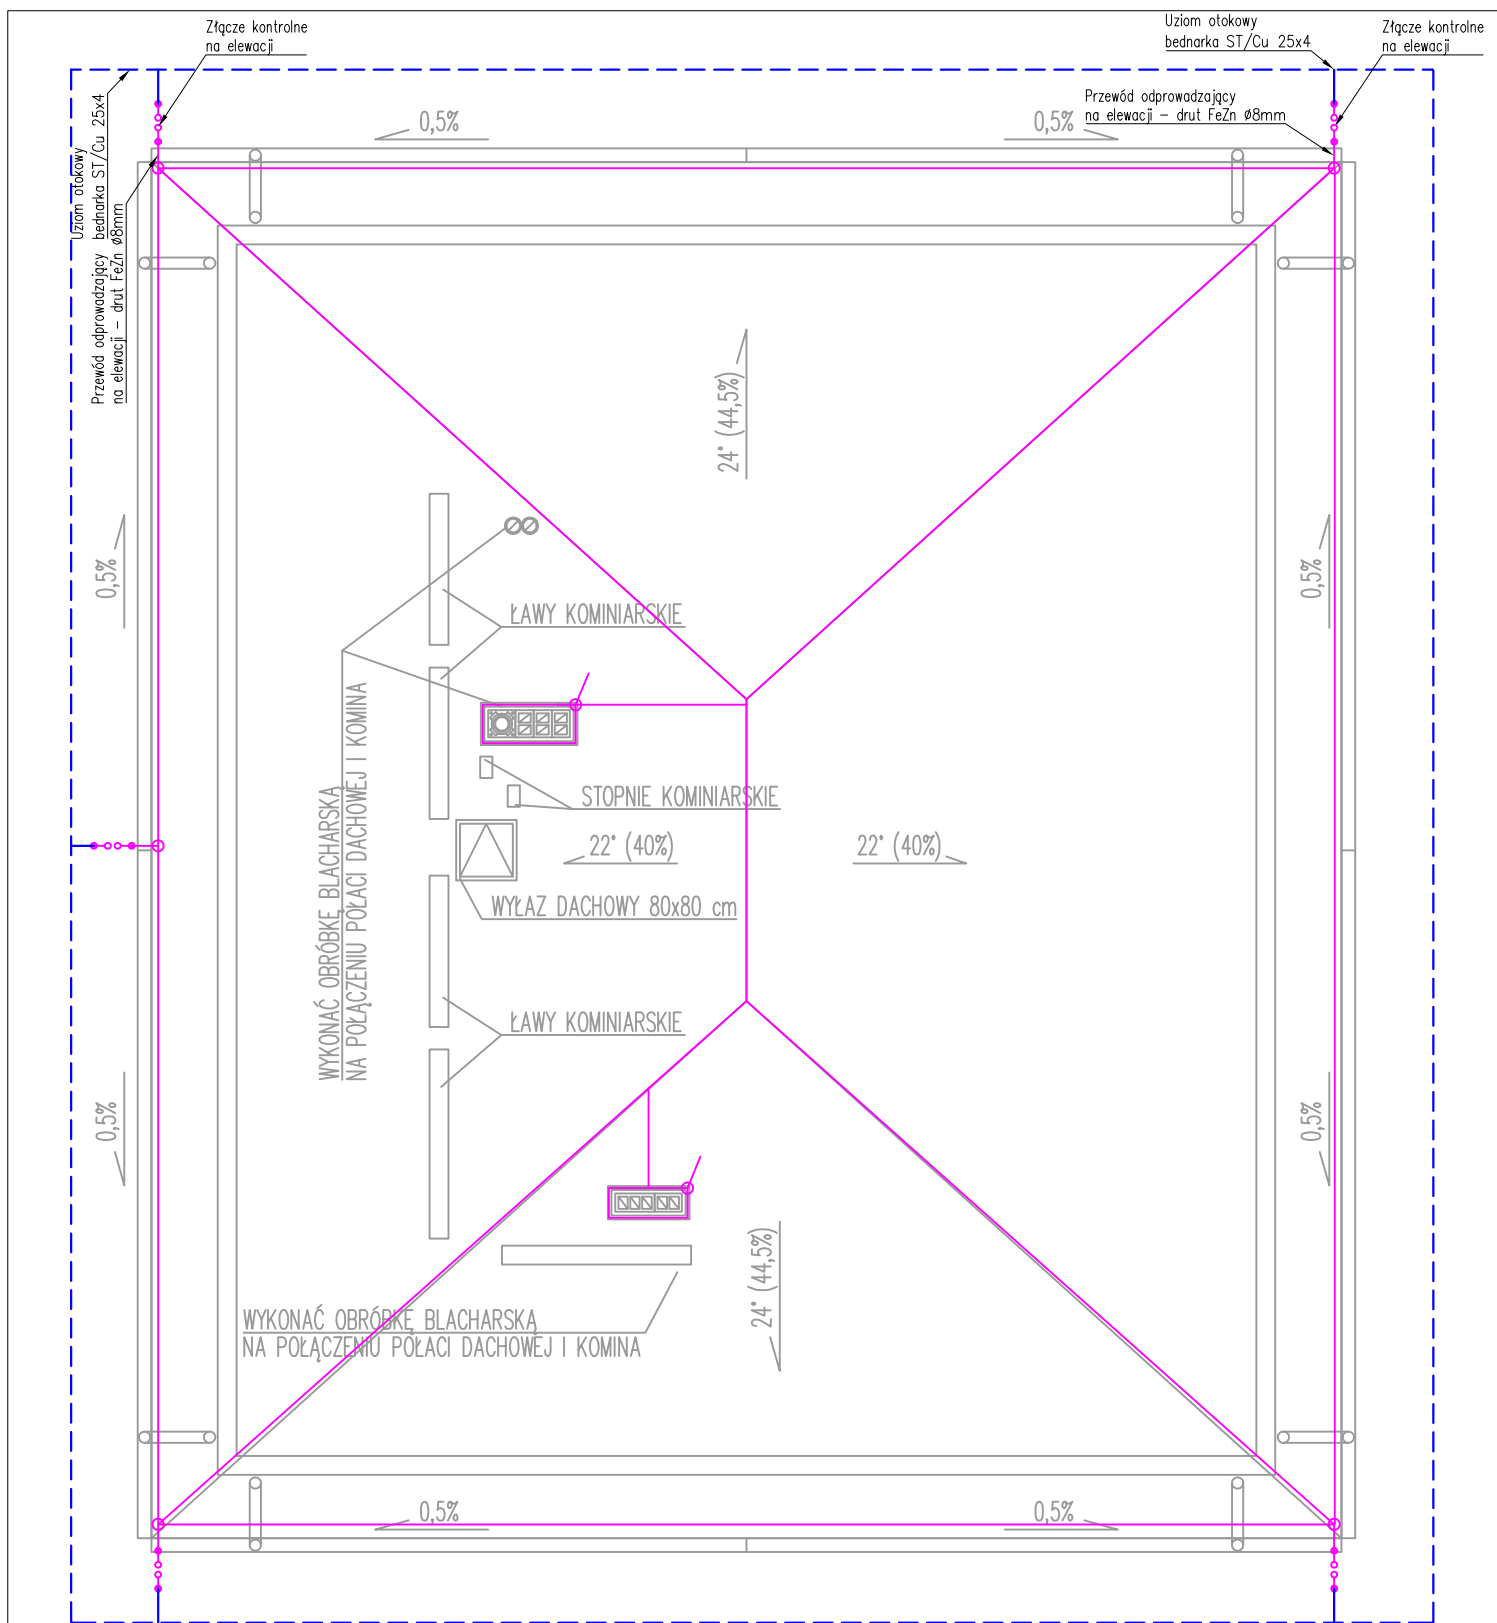 Złącze kontrolne
na elewacji
Uziom otokowy
bednarka ST/Cu 25x4
Złącze kontrolne
na elewacji
Przewód odprowadzający
na elewacji – drut FeZn Ø8mm
Uziom otokowy
bednarka ST/Cu 25x4
Przewód odprowadzający
na elewacji – drut FeZn Ø8mm
0,5%
0,5%
24° (44,5%)
0,5%
0,5%
ŁAWY KOMINIARSKIE
WYKONAĆ OBRÓBKĘ BLACHARSKĄ
NA POŁĄCZENIU POŁACI DACHOWEJ I KOMINA
STOPNIE KOMINIARSKIE
22° (40%)
22° (40%)
WYŁAZ DACHOWY 80x80 cm
ŁAWY KOMINIARSKIE
0,5%
0,5%
24° (44,5%)
WYKONAĆ OBRÓBKĘ BLACHARSKĄ
NA POŁĄCZENIU POŁACI DACHOWEJ I KOMINA
0,5%
0,5%